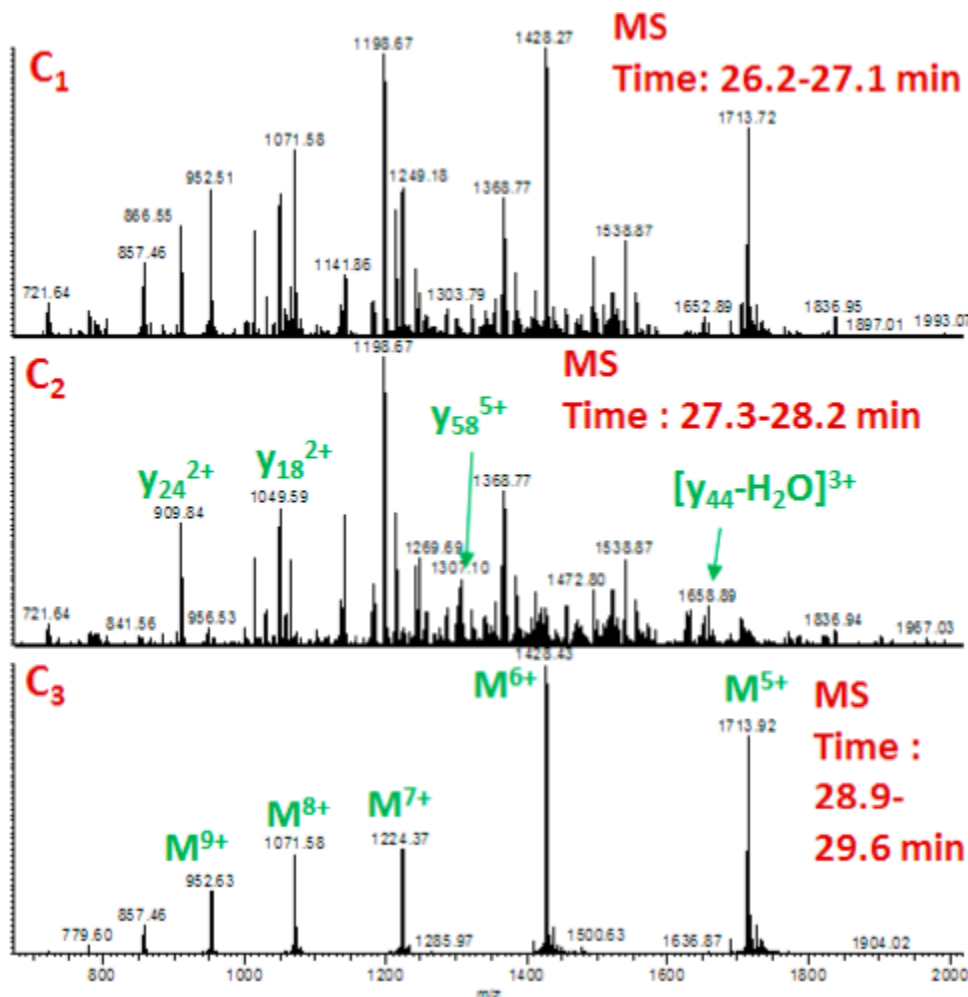 C1
MS
Time: 26.2-27.1 min
1198.67
1428.27
1713.72
1071.58
952.51
1249.18
1368.77
866.55
857.46
1538.87
1141.86
721.64
1303.79
1652.89
1836.95
1897.01
1993.07
C2
MS
Time : 27.3-28.2 min
1198.67
y58 5+
y24 2+
y18 2+
[y44-H2O]3+
909.84
1049.59
1368.77
1269.69
1307.10
1538.87
1472.80
1658.89
721.64
841.56
956.53
1836.94
1967.03
C3
1428.43
M6+
M5+
MS
Time :
28.9-
29.6 min
1713.92
M7+
M8+
1224.37
1071.58
M9+
952.63
857.46
779.60
1285.97
1500.63
1636.87
1904.02
800 1000 1200 1400 1600 1800 2000
m/z